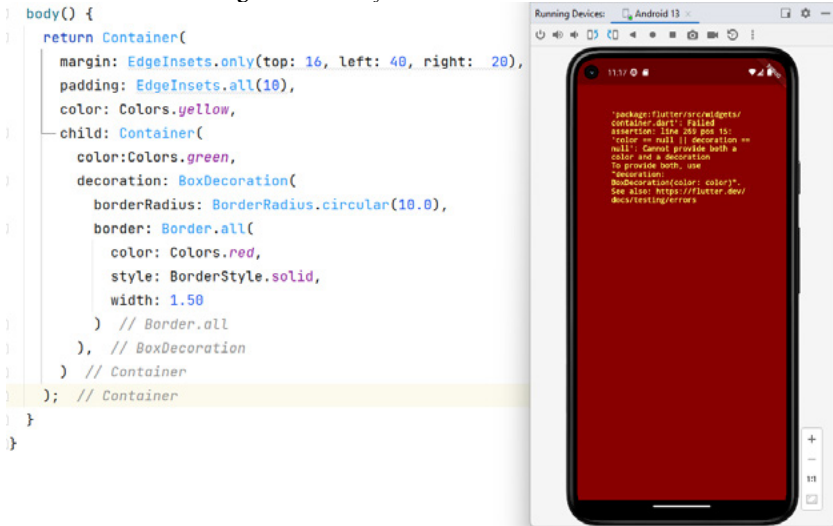 body() {
return Container(
margin: EdgeInsets.only(top: 16, left: 40, right:  20),
padding: EdgeInsets.all(10),
color: Colors.yellow,
child: Container(
color:Colors.green,
decoration: BoxDecoration(
borderRadius: BorderRadius.circular(10.0),
border: Border.all(
color: Colors.red,
style: BorderStyle.solid,
width: 1.50
)  // Border.all
),  // BoxDecoration
)  // Container
);  // Container
}
}
Running Devices:
Android 13
11:17
'package:flutter/src/widgets/
container.dart': Failed
assertion: line 269 pos 15:
'color == null || decoration ==
null': Cannot provide both a
color and a decoration
To provide both, use
"decoration:
BoxDecoration(color: color)".
See also: https://flutter.dev/
docs/testing/errors
1:1